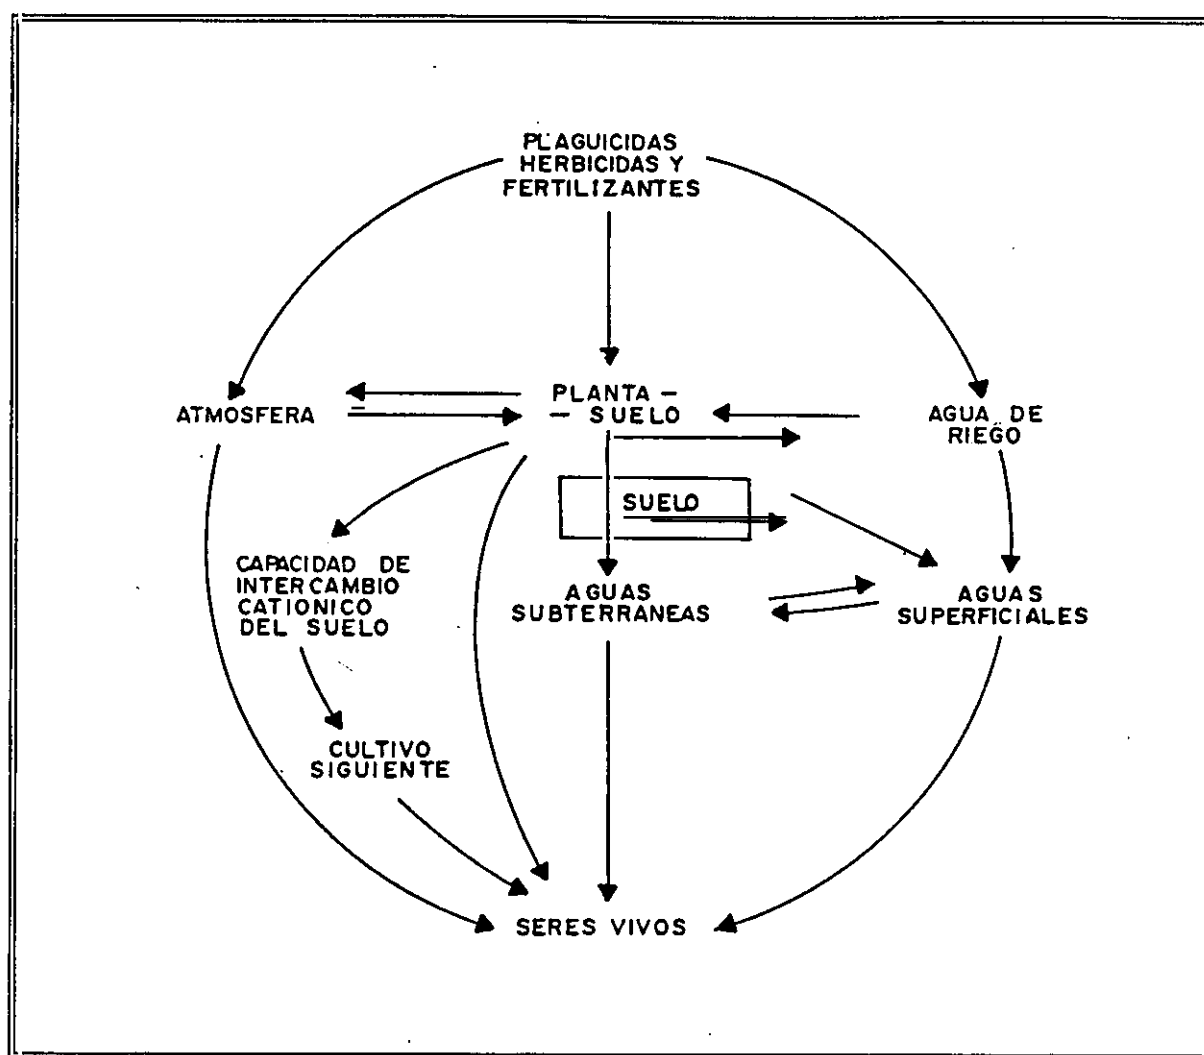 PLAGUICIDAS
HERBICIDAS Y
FERTILIZANTES
ATMOSFERA
PLANTA –
– SUELO
AGUA DE
RIEGO
SUELO
CAPACIDAD DE
INTERCAMBIO
CATIONICO
DEL SUELO
AGUAS
SUBTERRANEAS
AGUAS
SUPERFICIALES
CULTIVO
SIGUIENTE
SERES VIVOS